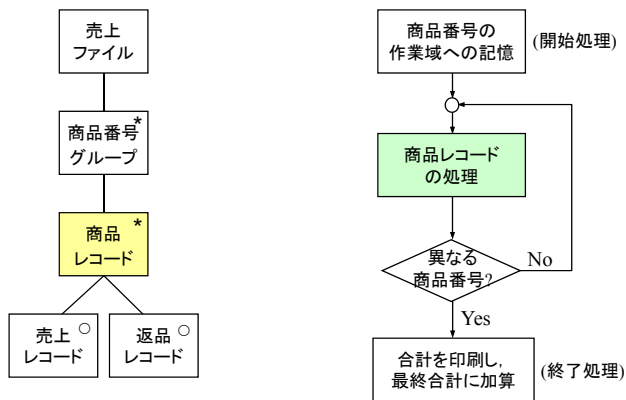 売上
ファイル
商品番号*
グループ
商品*
レコード
売上○
レコード
返品○
レコード
商品番号の
作業域への記憶
(開始処理)
商品レコード
の処理
異なる
商品番号?
No
Yes
合計を印刷し,
最終合計に加算
(終了処理)